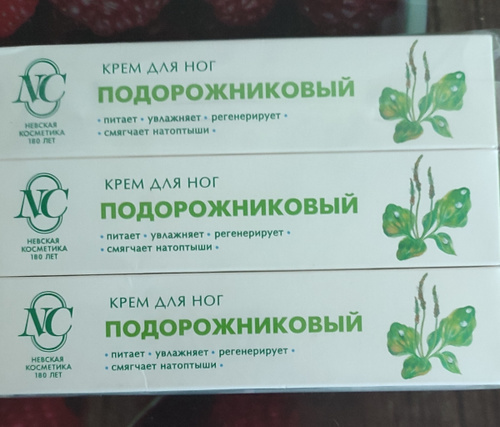 NC
НЕВСКАЯ
КОСМЕТИКА
180 ЛЕТ
КРЕМ ДЛЯ НОГ
ПОДОРОЖНИКОВЫЙ
• питает • увлажняет • регенерирует •
• смягчает натоптыши •
NC
НЕВСКАЯ
КОСМЕТИКА
180 ЛЕТ
КРЕМ ДЛЯ НОГ
ПОДОРОЖНИКОВЫЙ
• питает • увлажняет • регенерирует •
• смягчает натоптыши •
NC
НЕВСКАЯ
КОСМЕТИКА
180 ЛЕТ
КРЕМ ДЛЯ НОГ
ПОДОРОЖНИКОВЫЙ
• питает • увлажняет • регенерирует •
• смягчает натоптыши •